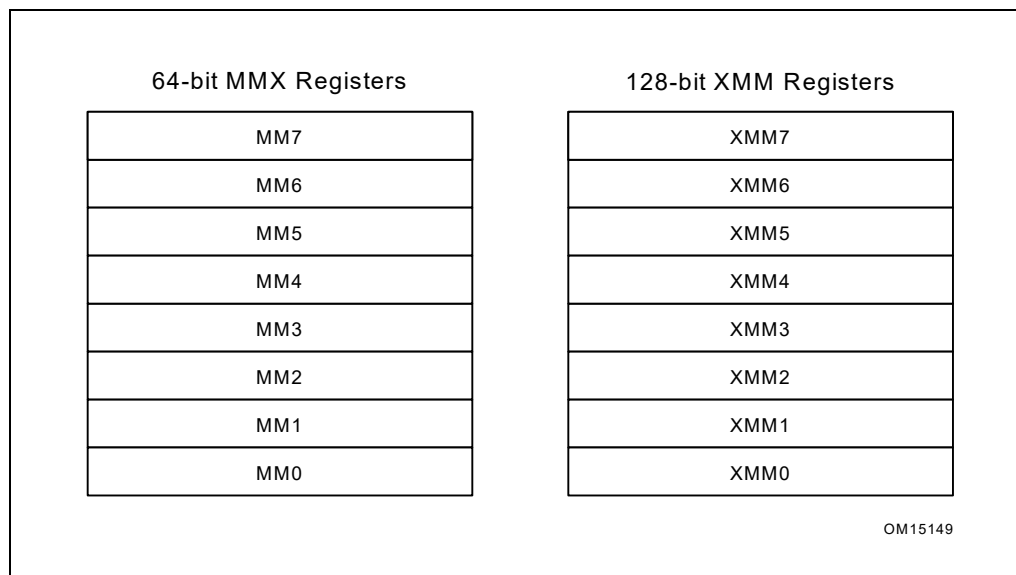 64-bit MMX Registers
MM7
MM6
MM5
MM4
MM3
MM2
MM1
MM0
128-bit XMM Registers
XMM7
XMM6
XMM5
XMM4
XMM3
XMM2
XMM1
XMM0
OM15149